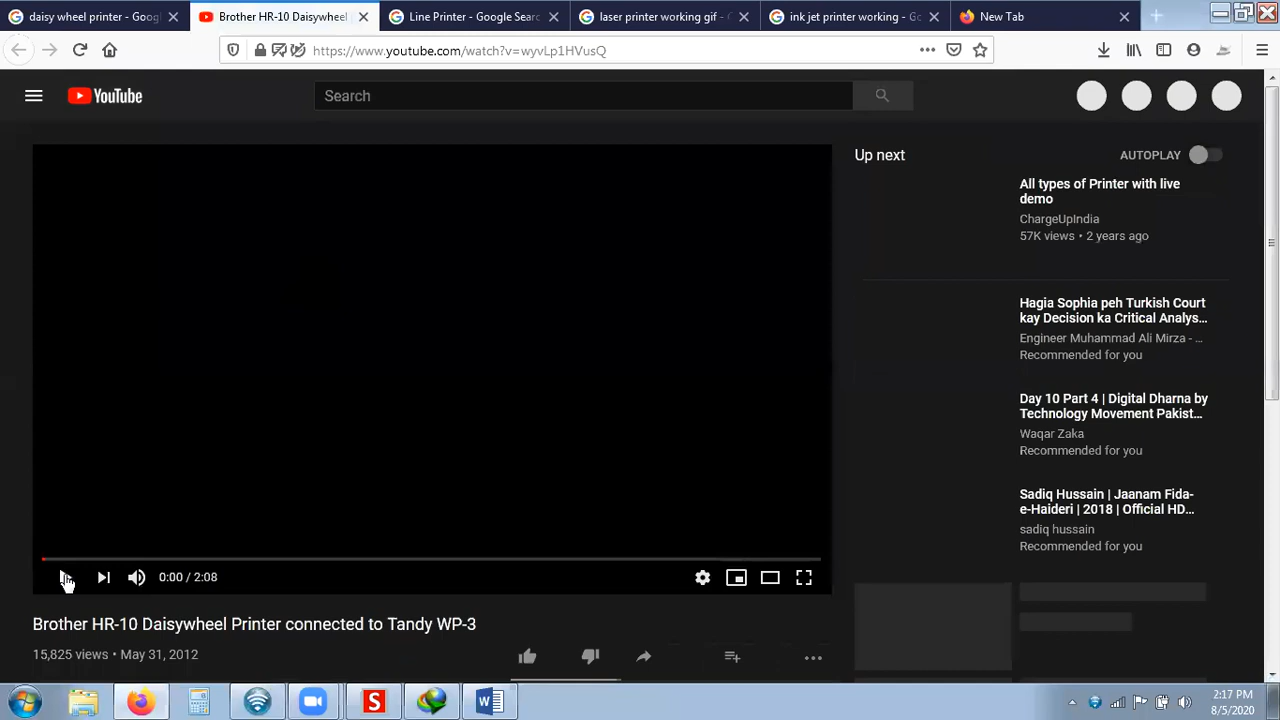 daisy wheel printer - Goog
Brother HR-10 Daisywheel
Line Printer - Google Sear
laser printer working gif - G
ink jet printer working - Go
New Tab
https://www.youtube.com/watch?v=wyvLp1HVusQ
YouTube
Search
Up next
AUTOPLAY
All types of Printer with live
demo
ChargeUpIndia
57K views • 2 years ago
Hagia Sophia peh Turkish Court
kay Decision ka Critical Analys...
Engineer Muhammad Ali Mirza - ...
Recommended for you
Day 10 Part 4 | Digital Dharna by
Technology Movement Pakist...
Waqar Zaka
Recommended for you
Sadiq Hussain | Jaanam Fida-
e-Haideri | 2018 | Official HD...
sadiq hussain
Recommended for you
0:00 / 2:08
Brother HR-10 Daisywheel Printer connected to Tandy WP-3
15,825 views • May 31, 2012
S
W
2:17 PM
8/5/2020